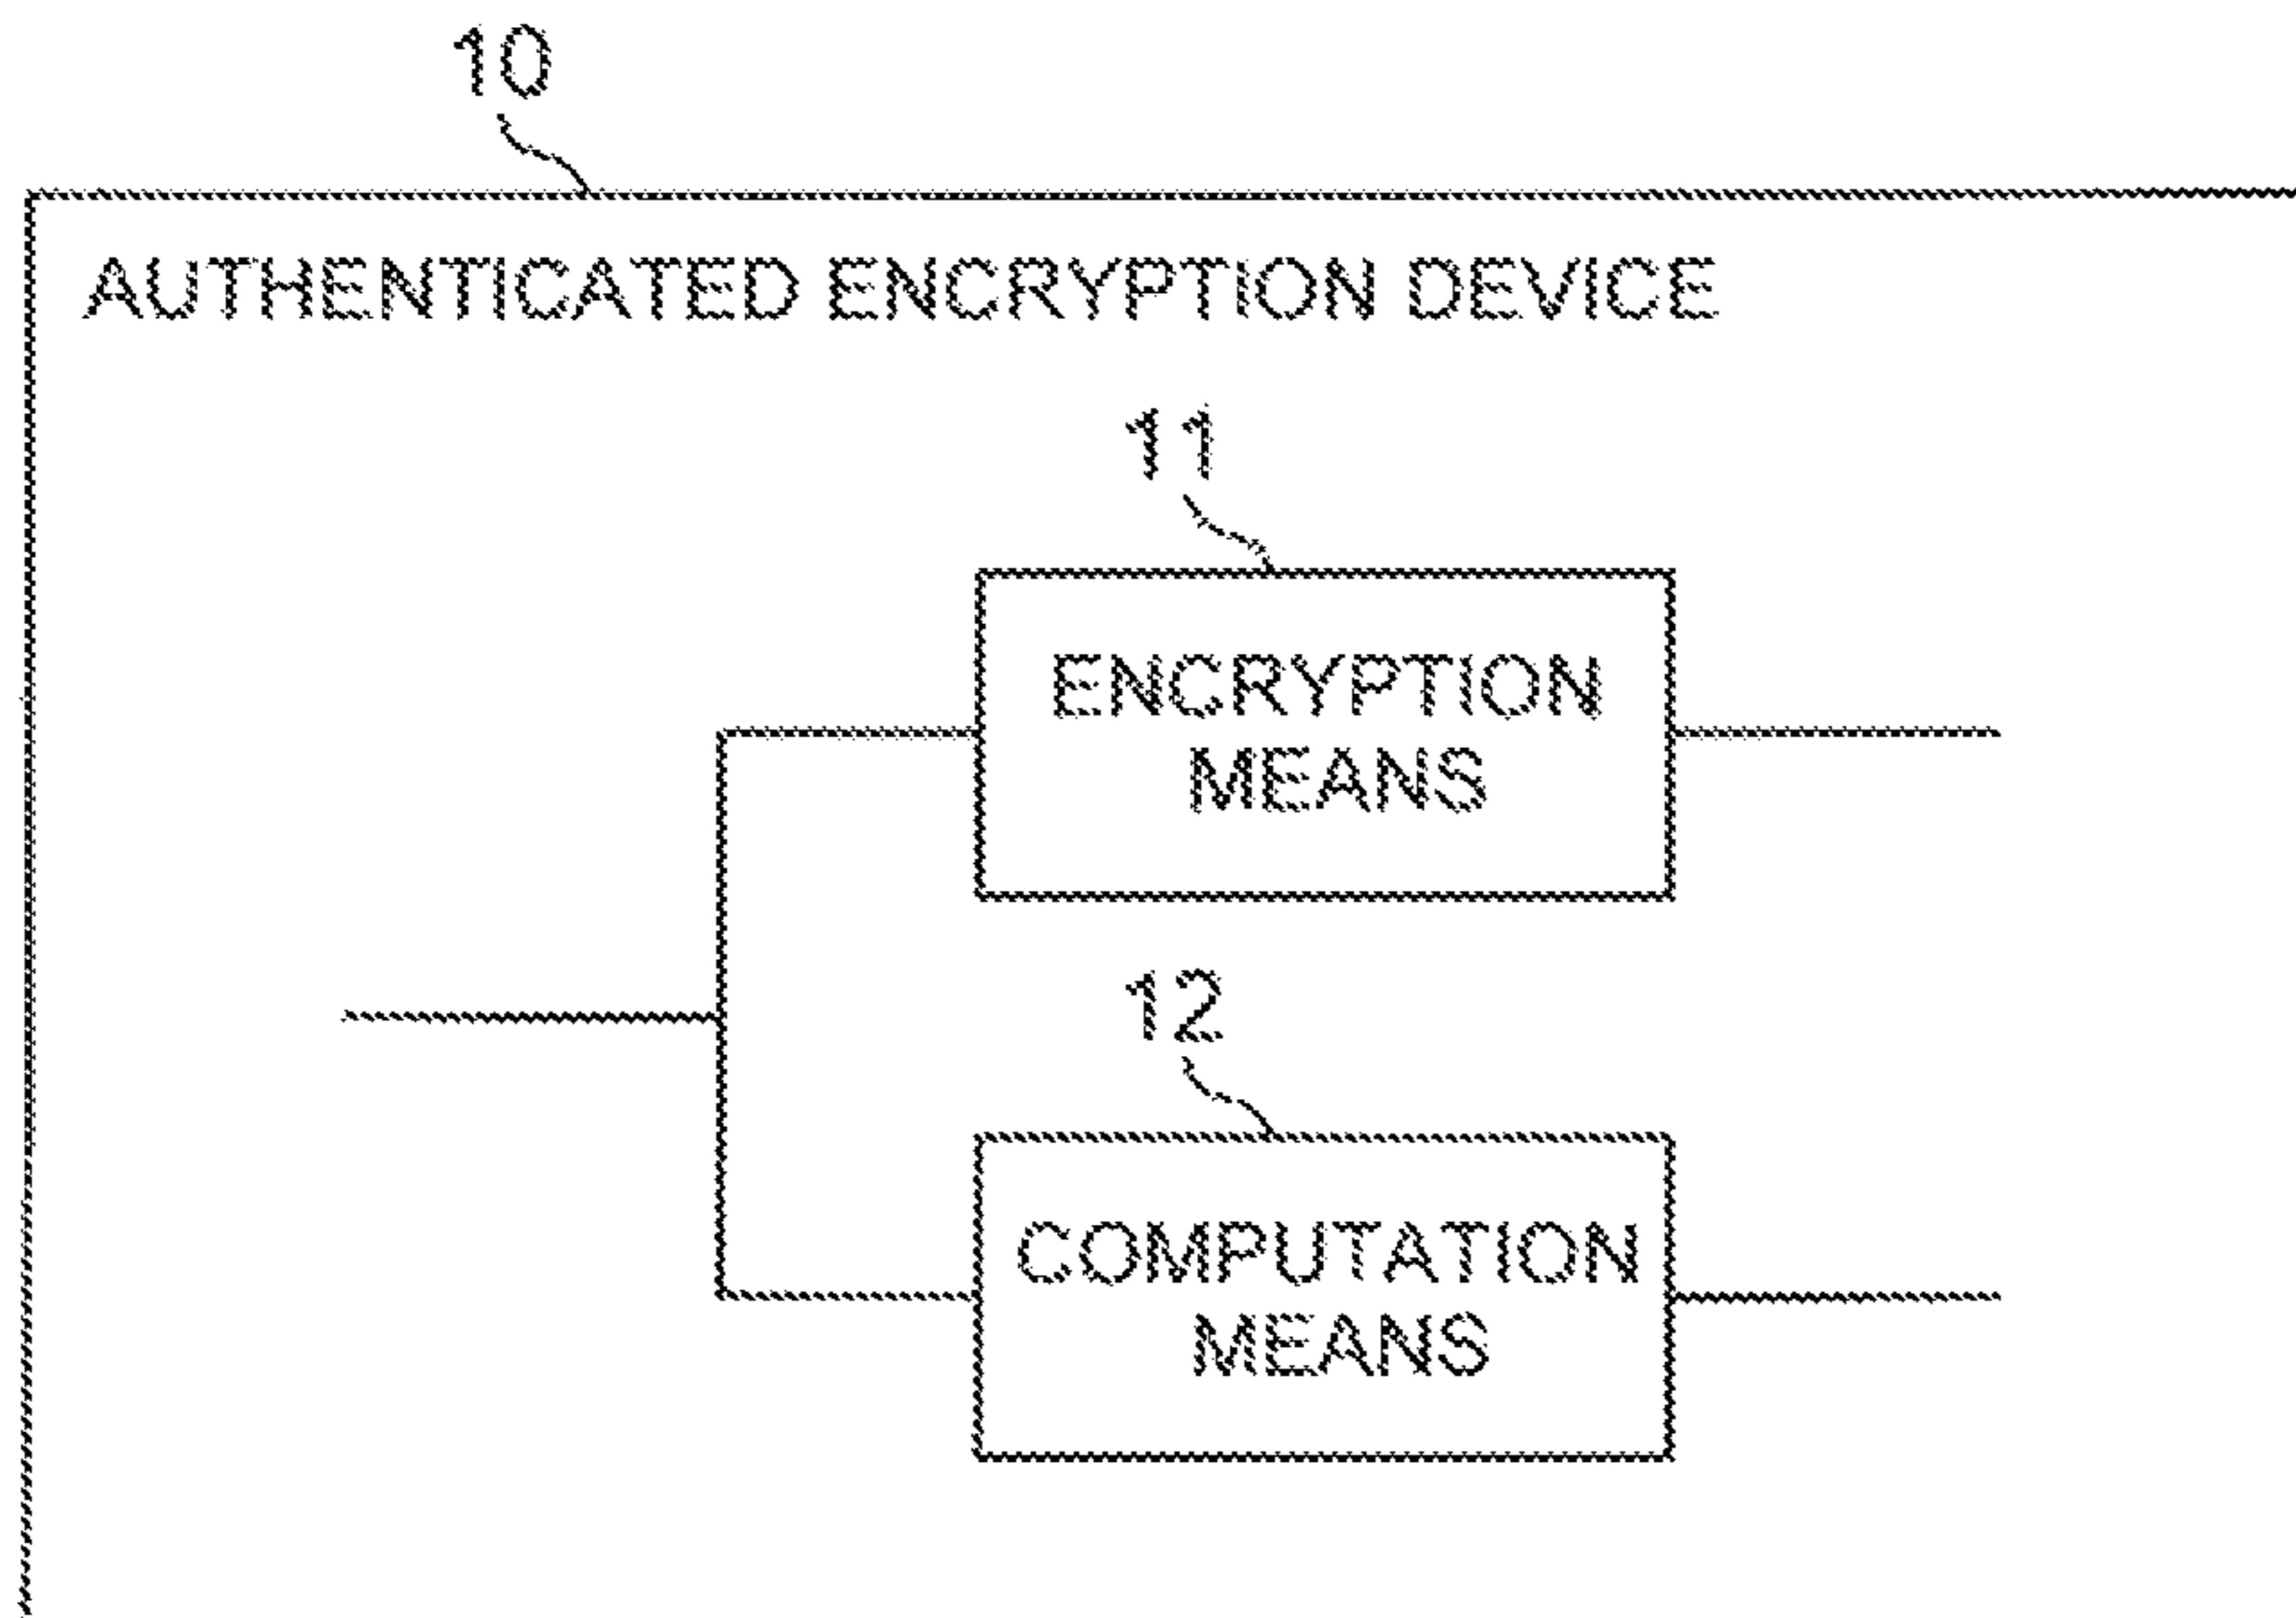 10
AUTHENTICATED ENCRYPTION DEVICE
11
ENCRYPTION
MEANS
12
COMPUTATION
MEANS